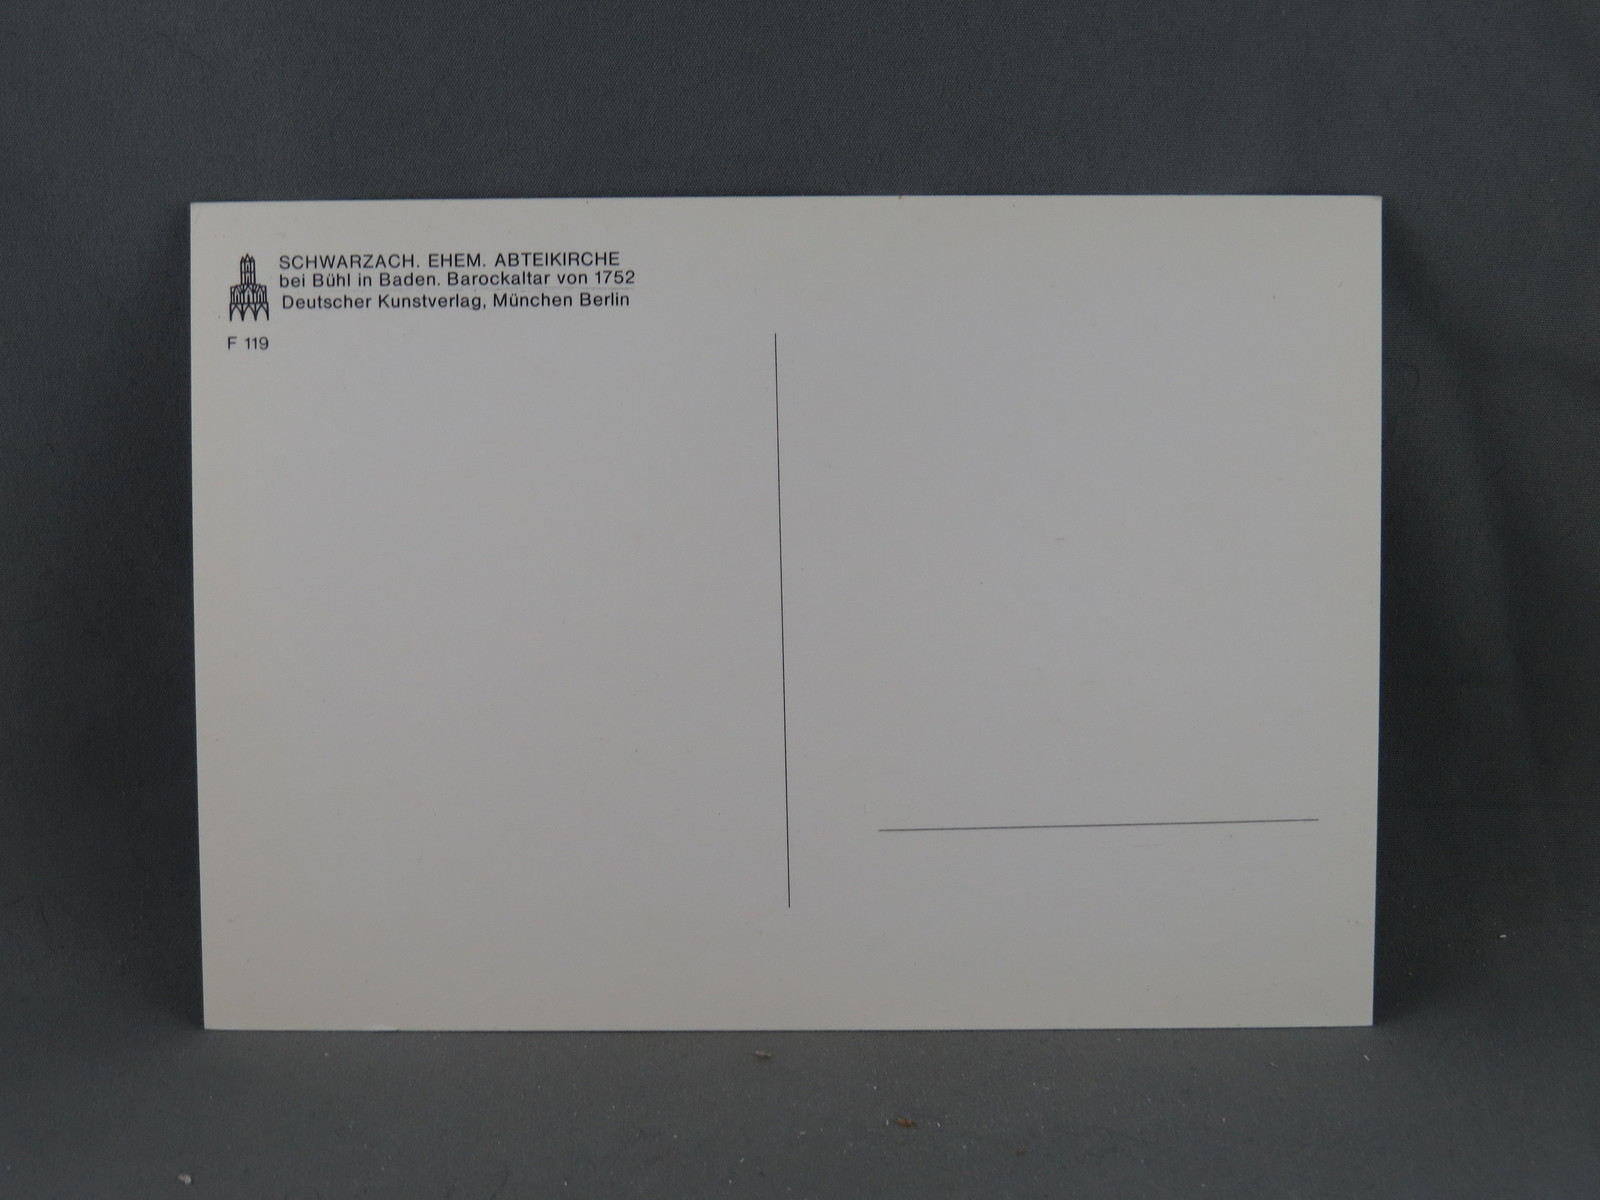 SCHWARZACH. EHEM. ABTEIKIRCHE
bei Bühl in Baden. Barockaltar von 1752
Deutscher Kunstverlag, München Berlin
F 119